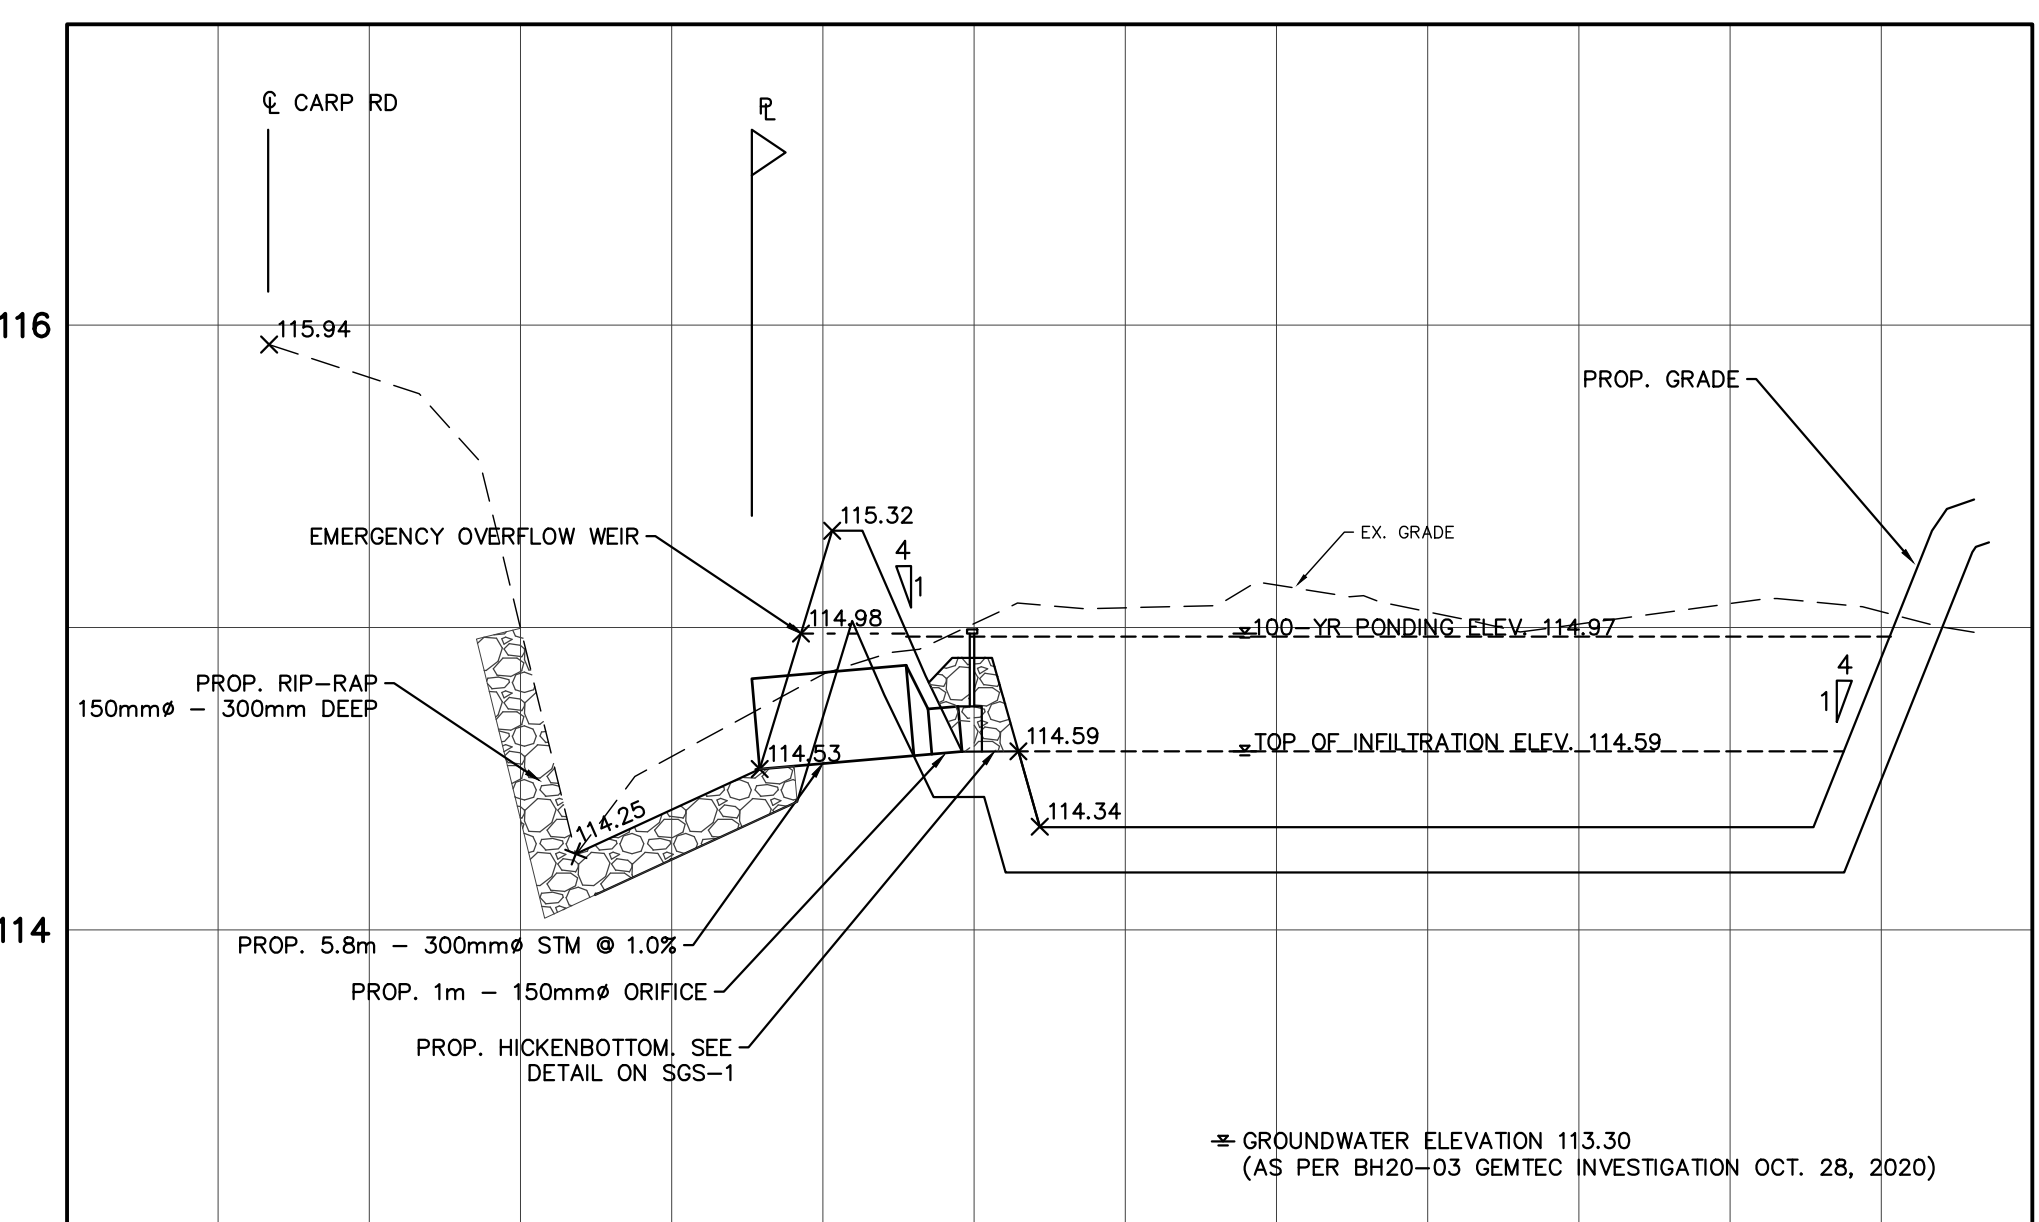 ℄ CARP RD
PL
116
115.94
PROP. GRADE
115.32
EMERGENCY OVERFLOW WEIR
EX. GRADE
4
1
114.98
100-YR PONDING ELEV. 114.97
PROP. RIP-RAP
150mmø - 300mm DEEP
4
1
114.59
TOP OF INFILTRATION ELEV. 114.59
114.53
114.34
114.25
114
PROP. 5.8m - 300mmø STM @ 1.0%
PROP. 1m - 150mmø ORIFICE
PROP. HICKENBOTTOM. SEE
DETAIL ON SGS-1
GROUNDWATER ELEVATION 113.30
(AS PER BH20-03 GEMTEC INVESTIGATION OCT. 28, 2020)